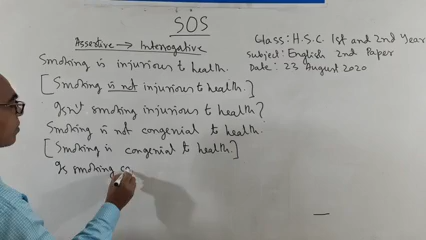 SOS
Assertive → Interrogative
Class: H.S.C. 1st and 2nd Year
Subject: English 2nd Paper
Date: 23 August 2020
Smoking is injurious to health.
[Smoking is not injurious to health.]
Isn't smoking injurious to health?
Smoking is not congenial to health.
[Smoking is congenial to health.]
Is smoking co